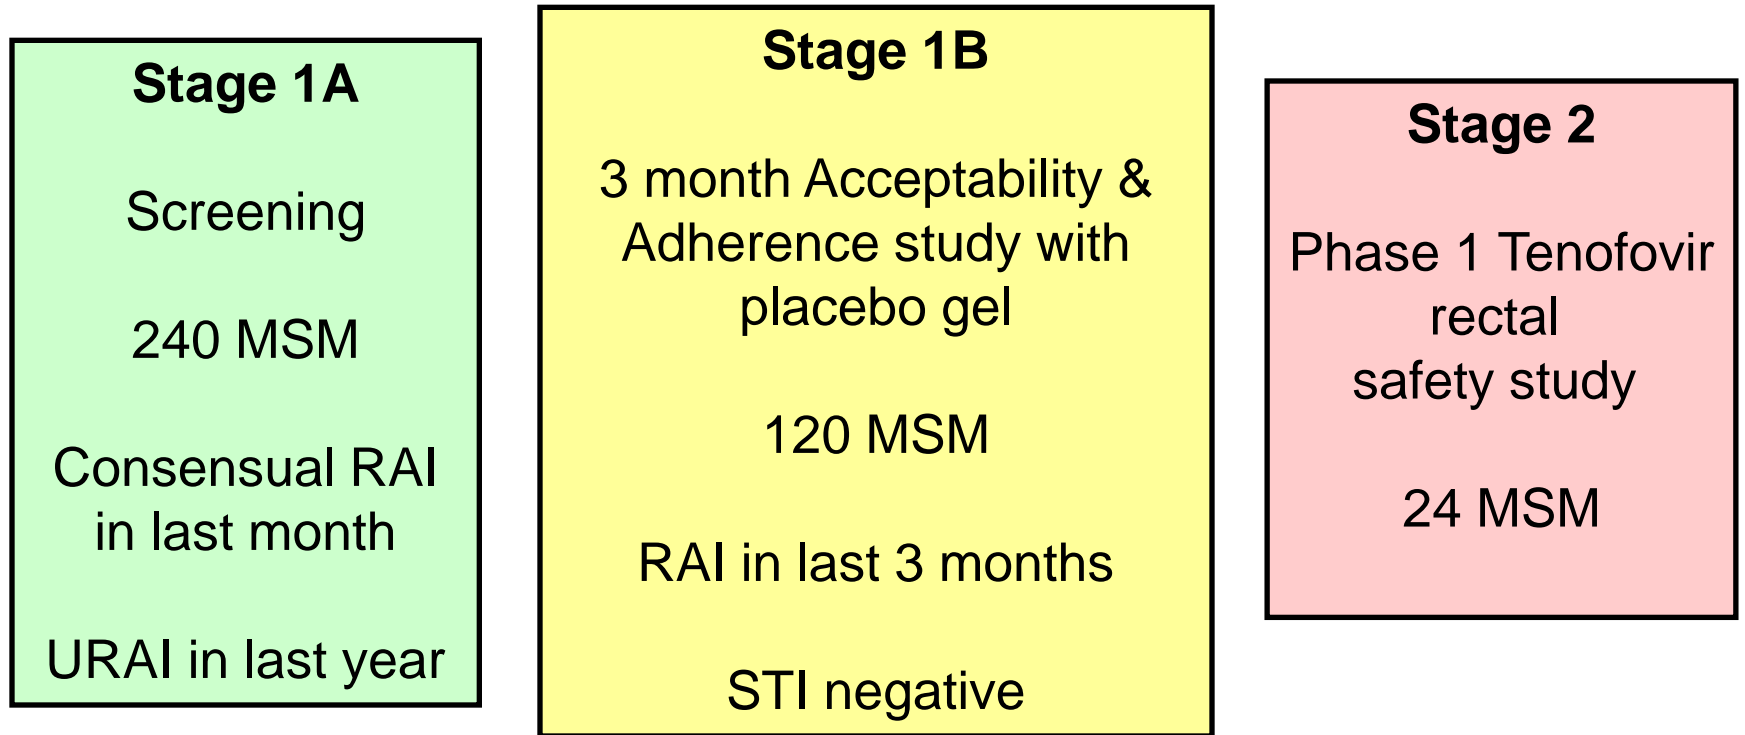 Stage 1A
Screening
240 MSM
Consensual RAI
in last month
URAI in last year
Stage 1B
3 month Acceptability &
Adherence study with
placebo gel
120 MSM
RAI in last 3 months
STI negative
Stage 2
Phase 1 Tenofovir
rectal
safety study
24 MSM